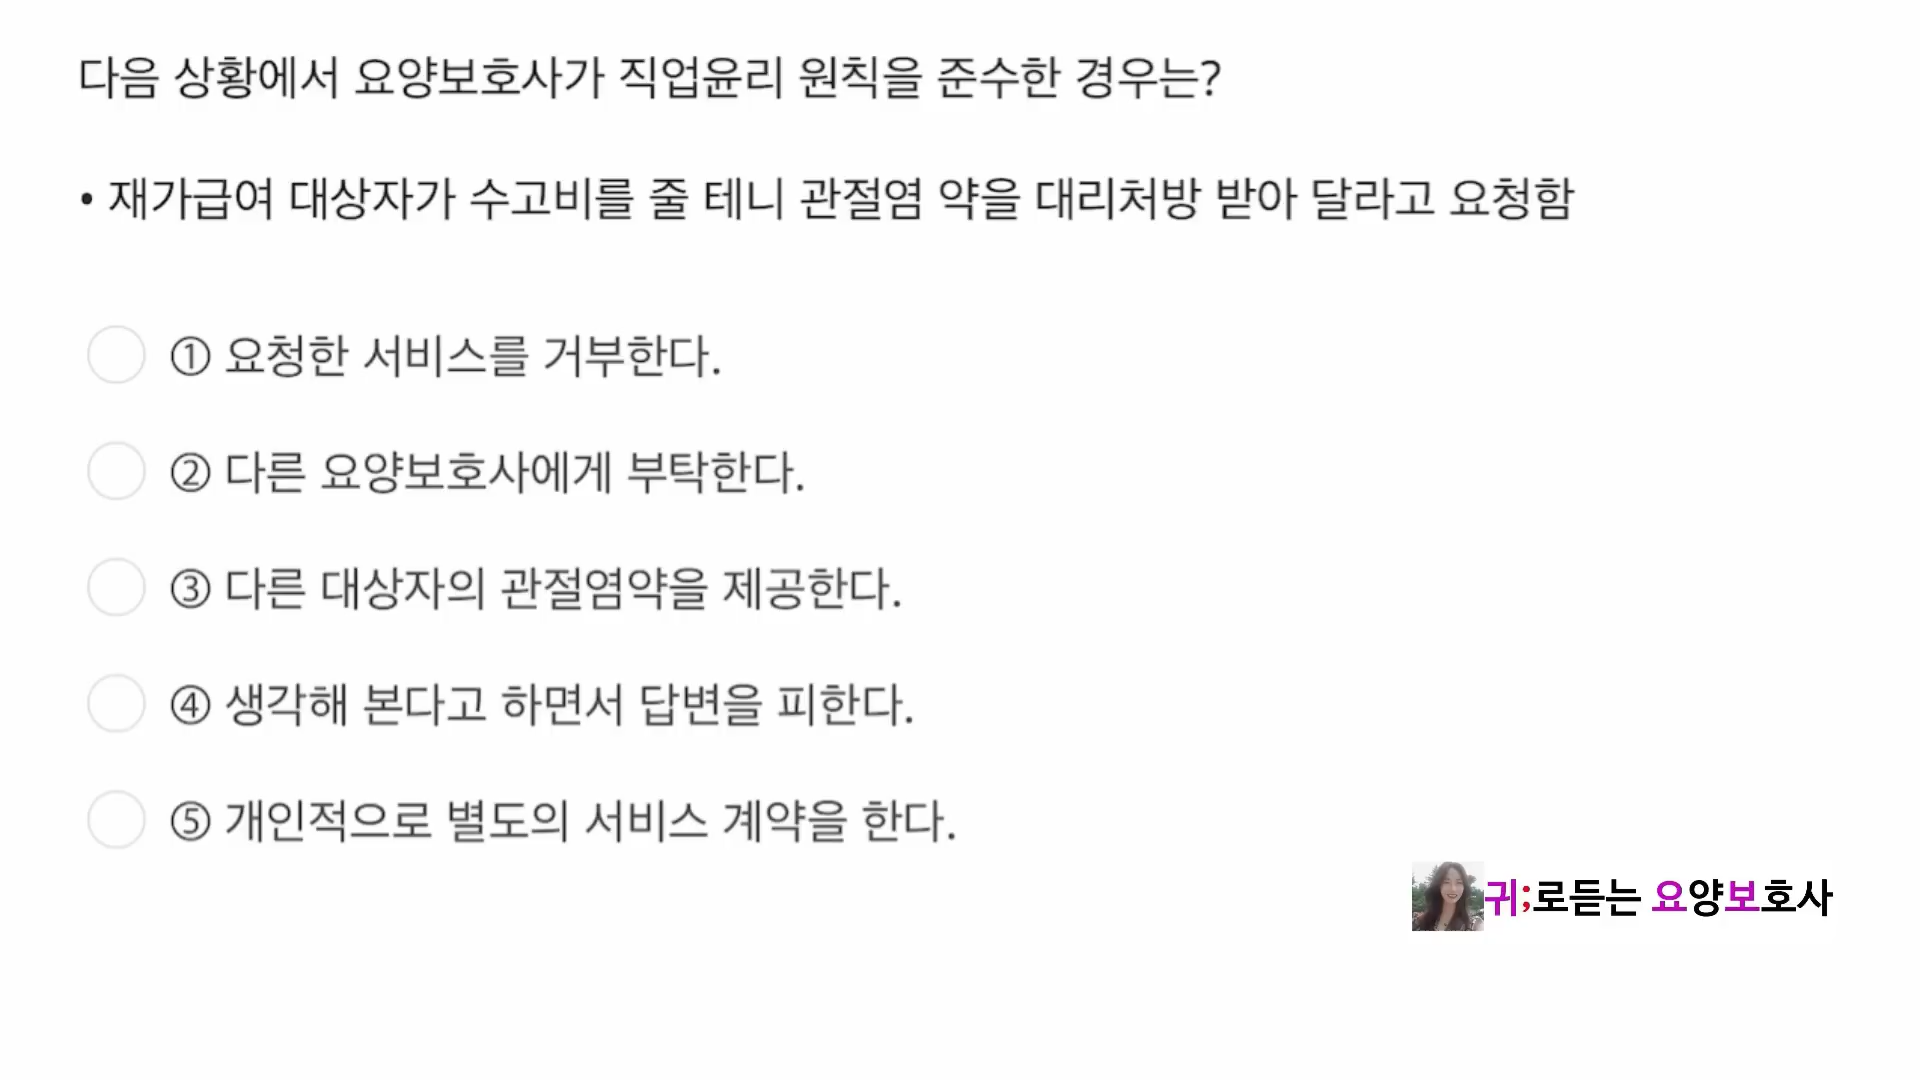 다음 상황에서 요양보호사가 직업윤리 원칙을 준수한 경우는?
• 재가급여 대상자가 수고비를 줄 테니 관절염 약을 대리처방 받아 달라고 요청함
① 요청한 서비스를 거부한다.
② 다른 요양보호사에게 부탁한다.
③ 다른 대상자의 관절염약을 제공한다.
④ 생각해 본다고 하면서 답변을 피한다.
⑤ 개인적으로 별도의 서비스 계약을 한다.
귀;로듣는 요양보호사